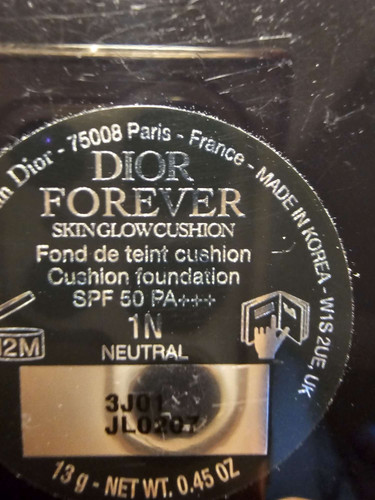 Dior - 75008 Paris - France - MADE IN KOREA - W1S 2UE, UK
DIOR
FOREVER
SKIN GLOW CUSHION
Fond de teint cushion
Cushion foundation
SPF 50 PA+++
1N
NEUTRAL
12M
3J01
JL0207
13 g - NET WT. 0.45 OZ